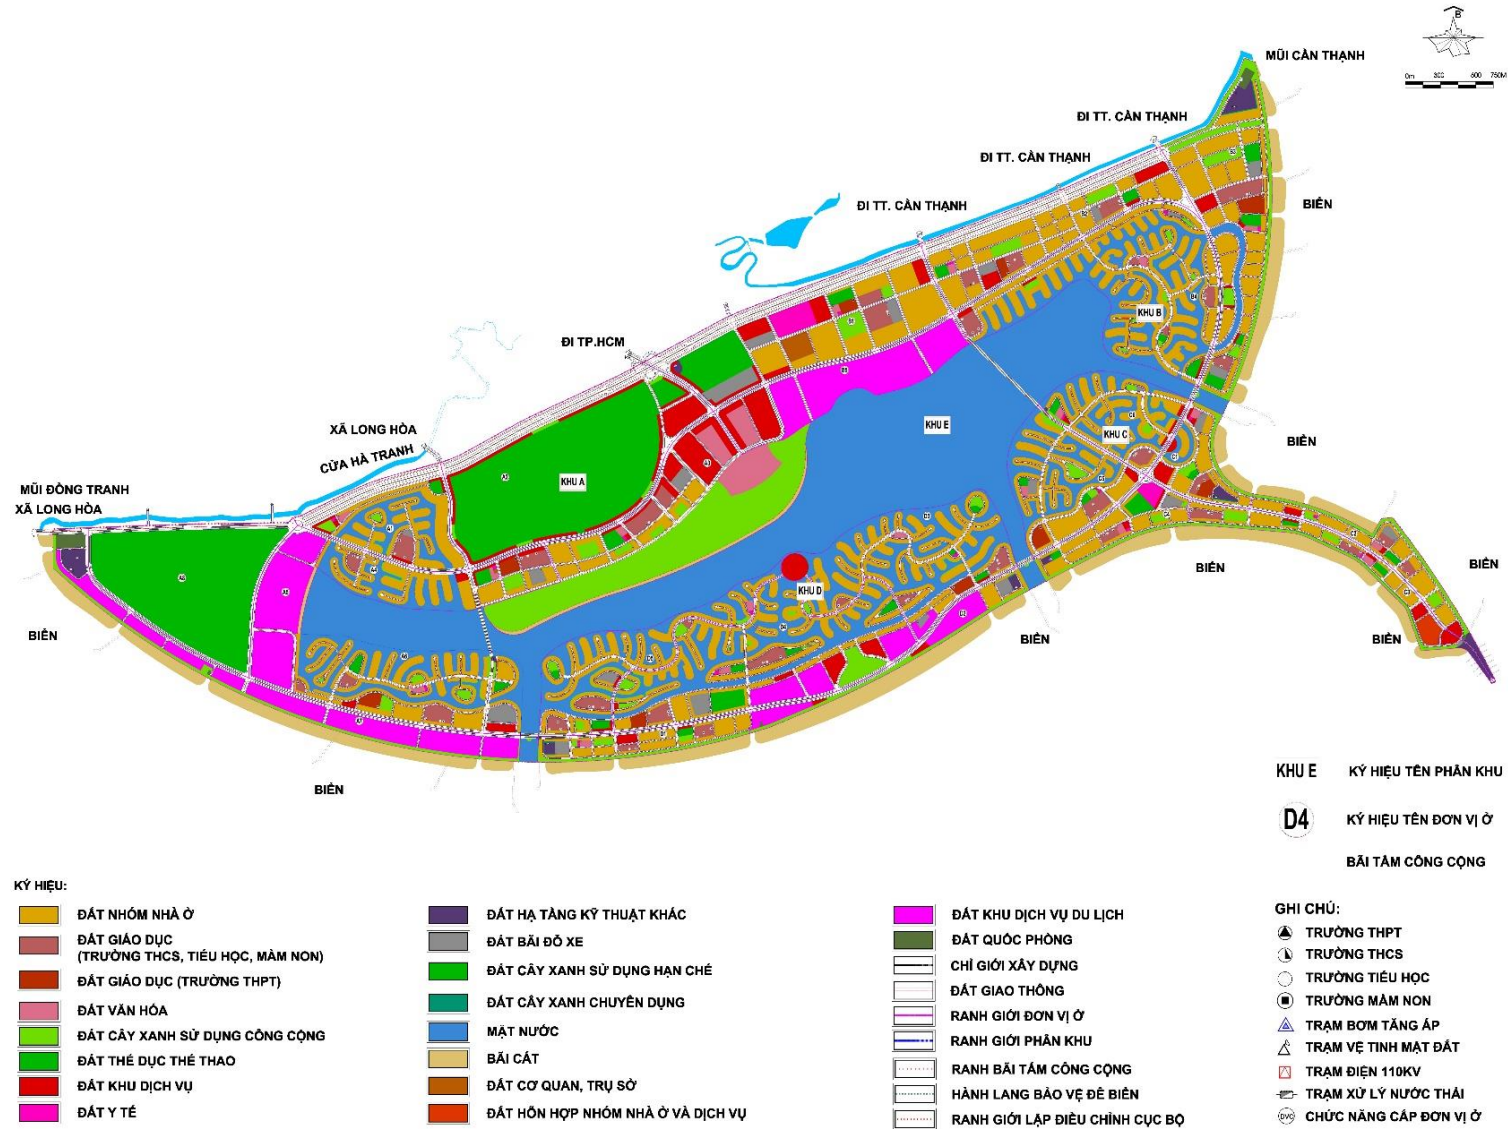 B
0m 300 600 750M
MŨI CẦN THẠNH
ĐI TT. CẦN THẠNH
ĐI TT. CẦN THẠNH
ĐI TT. CẦN THẠNH
BIỂN
KHU B
ĐI TP.HCM
KHU E
KHU C
BIỂN
XÃ LONG HÒA
CỬA HÀ TRANH
KHU A
MŨI ĐỒNG TRANH
XÃ LONG HÒA
BIỂN
BIỂN
KHU D
BIỂN
BIỂN
BIỂN
BIỂN
KHU E KÝ HIỆU TÊN PHÂN KHU
D4 KÝ HIỆU TÊN ĐƠN VỊ Ở
BÃI TẮM CÔNG CỘNG
KÝ HIỆU:
ĐẤT NHÓM NHÀ Ở
ĐẤT GIÁO DỤC
(TRƯỜNG THCS, TIỂU HỌC, MẦM NON)
ĐẤT GIÁO DỤC (TRƯỜNG THPT)
ĐẤT VĂN HÓA
ĐẤT CÂY XANH SỬ DỤNG CÔNG CỘNG
ĐẤT THỂ DỤC THỂ THAO
ĐẤT KHU DỊCH VỤ
ĐẤT Y TẾ
ĐẤT HẠ TẦNG KỸ THUẬT KHÁC
ĐẤT BÃI ĐỖ XE
ĐẤT CÂY XANH SỬ DỤNG HẠN CHẾ
ĐẤT CÂY XANH CHUYÊN DỤNG
MẶT NƯỚC
BÃI CÁT
ĐẤT CƠ QUAN, TRỤ SỞ
ĐẤT HỖN HỢP NHÓM NHÀ Ở VÀ DỊCH VỤ
ĐẤT KHU DỊCH VỤ DU LỊCH
ĐẤT QUỐC PHÒNG
CHỈ GIỚI XÂY DỰNG
ĐẤT GIAO THÔNG
RANH GIỚI ĐƠN VỊ Ở
RANH GIỚI PHÂN KHU
RANH BÃI TẮM CÔNG CỘNG
HÀNH LANG BẢO VỆ ĐÊ BIỂN
RANH GIỚI LẬP ĐIỀU CHỈNH CỤC BỘ
GHI CHÚ:
TRƯỜNG THPT
TRƯỜNG THCS
TRƯỜNG TIỂU HỌC
TRƯỜNG MẦM NON
TRẠM BƠM TĂNG ÁP
TRẠM VỆ TINH MẶT ĐẤT
TRẠM ĐIỆN 110KV
TRẠM XỬ LÝ NƯỚC THẢI
DVO CHỨC NĂNG CẤP ĐƠN VỊ Ở